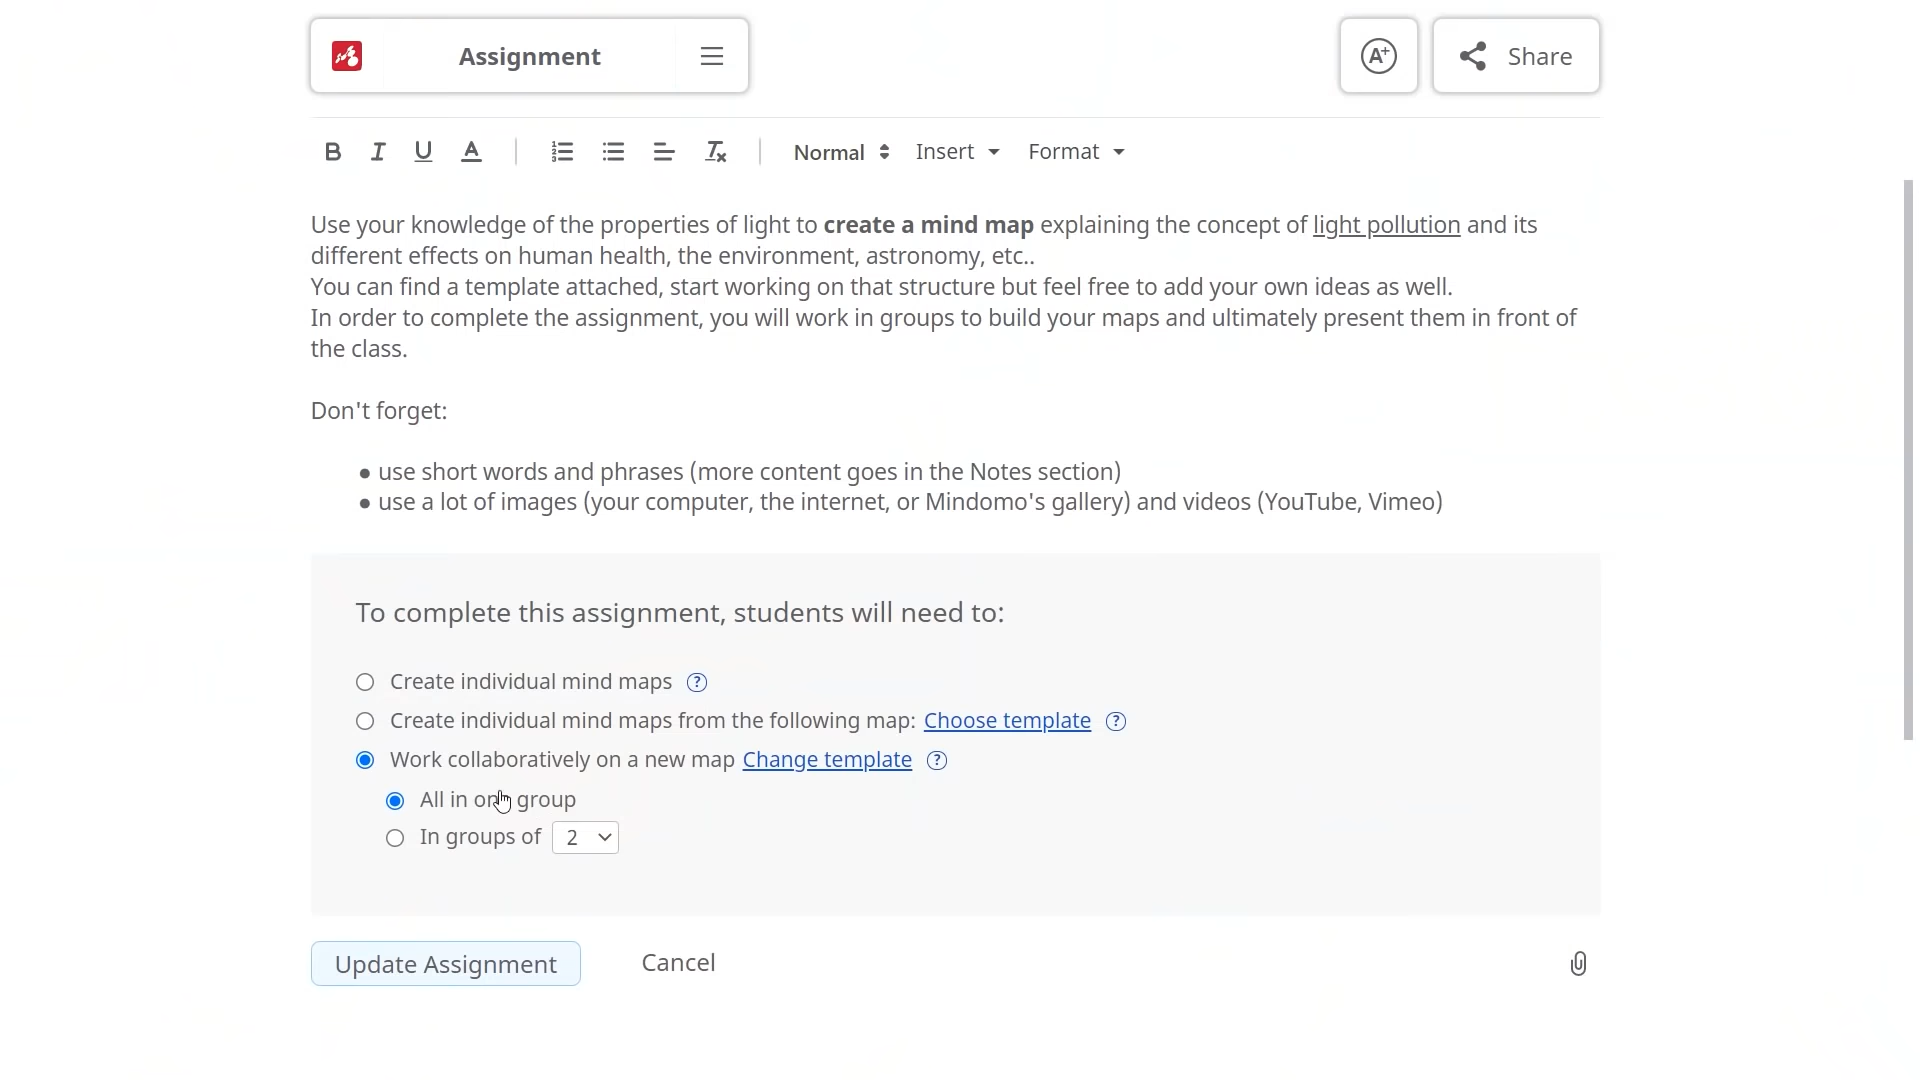 Assignment
A+
Share
B I U A Normal Insert Format
Use your knowledge of the properties of light to create a mind map explaining the concept of light pollution and its
different effects on human health, the environment, astronomy, etc..
You can find a template attached, start working on that structure but feel free to add your own ideas as well.
In order to complete the assignment, you will work in groups to build your maps and ultimately present them in front of
the class.
Don't forget:
● use short words and phrases (more content goes in the Notes section)
● use a lot of images (your computer, the internet, or Mindomo's gallery) and videos (YouTube, Vimeo)
To complete this assignment, students will need to:
Create individual mind maps ?
Create individual mind maps from the following map: Choose template ?
Work collaboratively on a new map Change template ?
All in one group
In groups of 2
Update Assignment
Cancel